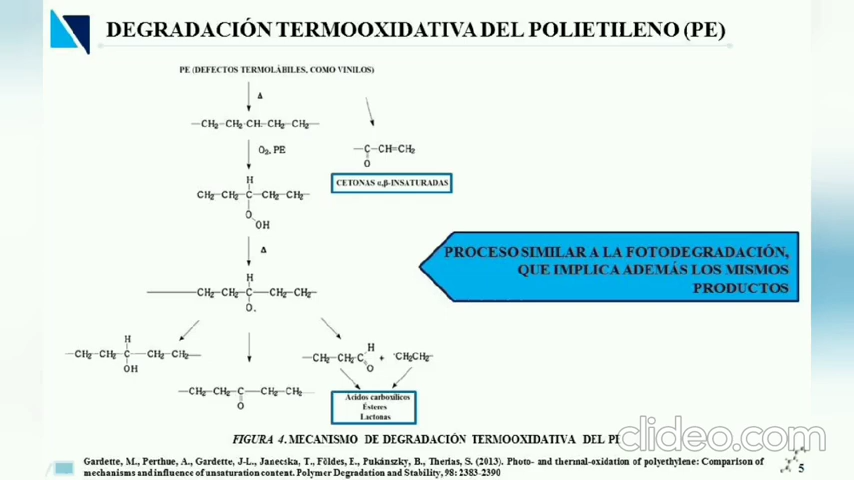 DEGRADACIÓN TERMOOXIDATIVA DEL POLIETILENO (PE)
PE (DEFECTOS TERMOLÁBILES, COMO VINILOS)
Δ
—CH₂—CH₂—CH—CH₂—CH₂—
O₂, PE
—C—CH=CH₂
O
CETONAS α,β-INSATURADAS
H
CH₂—CH₂—C—CH₂—CH₂
O
OH
PROCESO SIMILAR A LA FOTODEGRADACIÓN,
QUE IMPLICA ADEMÁS LOS MISMOS
PRODUCTOS
Δ
H
—CH₂—CH₂—C—CH₂—CH₂—
O.
H
—CH₂—CH₂—C—CH₂—CH₂—
OH
H
—CH₂—CH₂C
O
+
·CH₂CH₂—
—CH₂—CH₂—C—CH₂—CH₂—
O
Ácidos carboxílicos
Ésteres
Lactonas
FIGURA 4. MECANISMO DE DEGRADACIÓN TERMOOXIDATIVA DEL PE
clideo.com
Gardette, M., Perthue, A., Gardette, J-L., Janecska, T., Földes, E., Pukánszky, B., Therias, S. (2013). Photo- and thermal-oxidation of polyethylene: Comparison of
mechanisms and influence of unsaturation content. Polymer Degradation and Stability, 98: 2383-2390
5